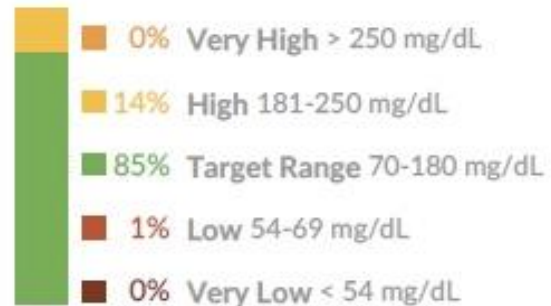 0% Very High > 250 mg/dL
14% High 181-250 mg/dL
85% Target Range 70-180 mg/dL
1% Low 54-69 mg/dL
0% Very Low < 54 mg/dL